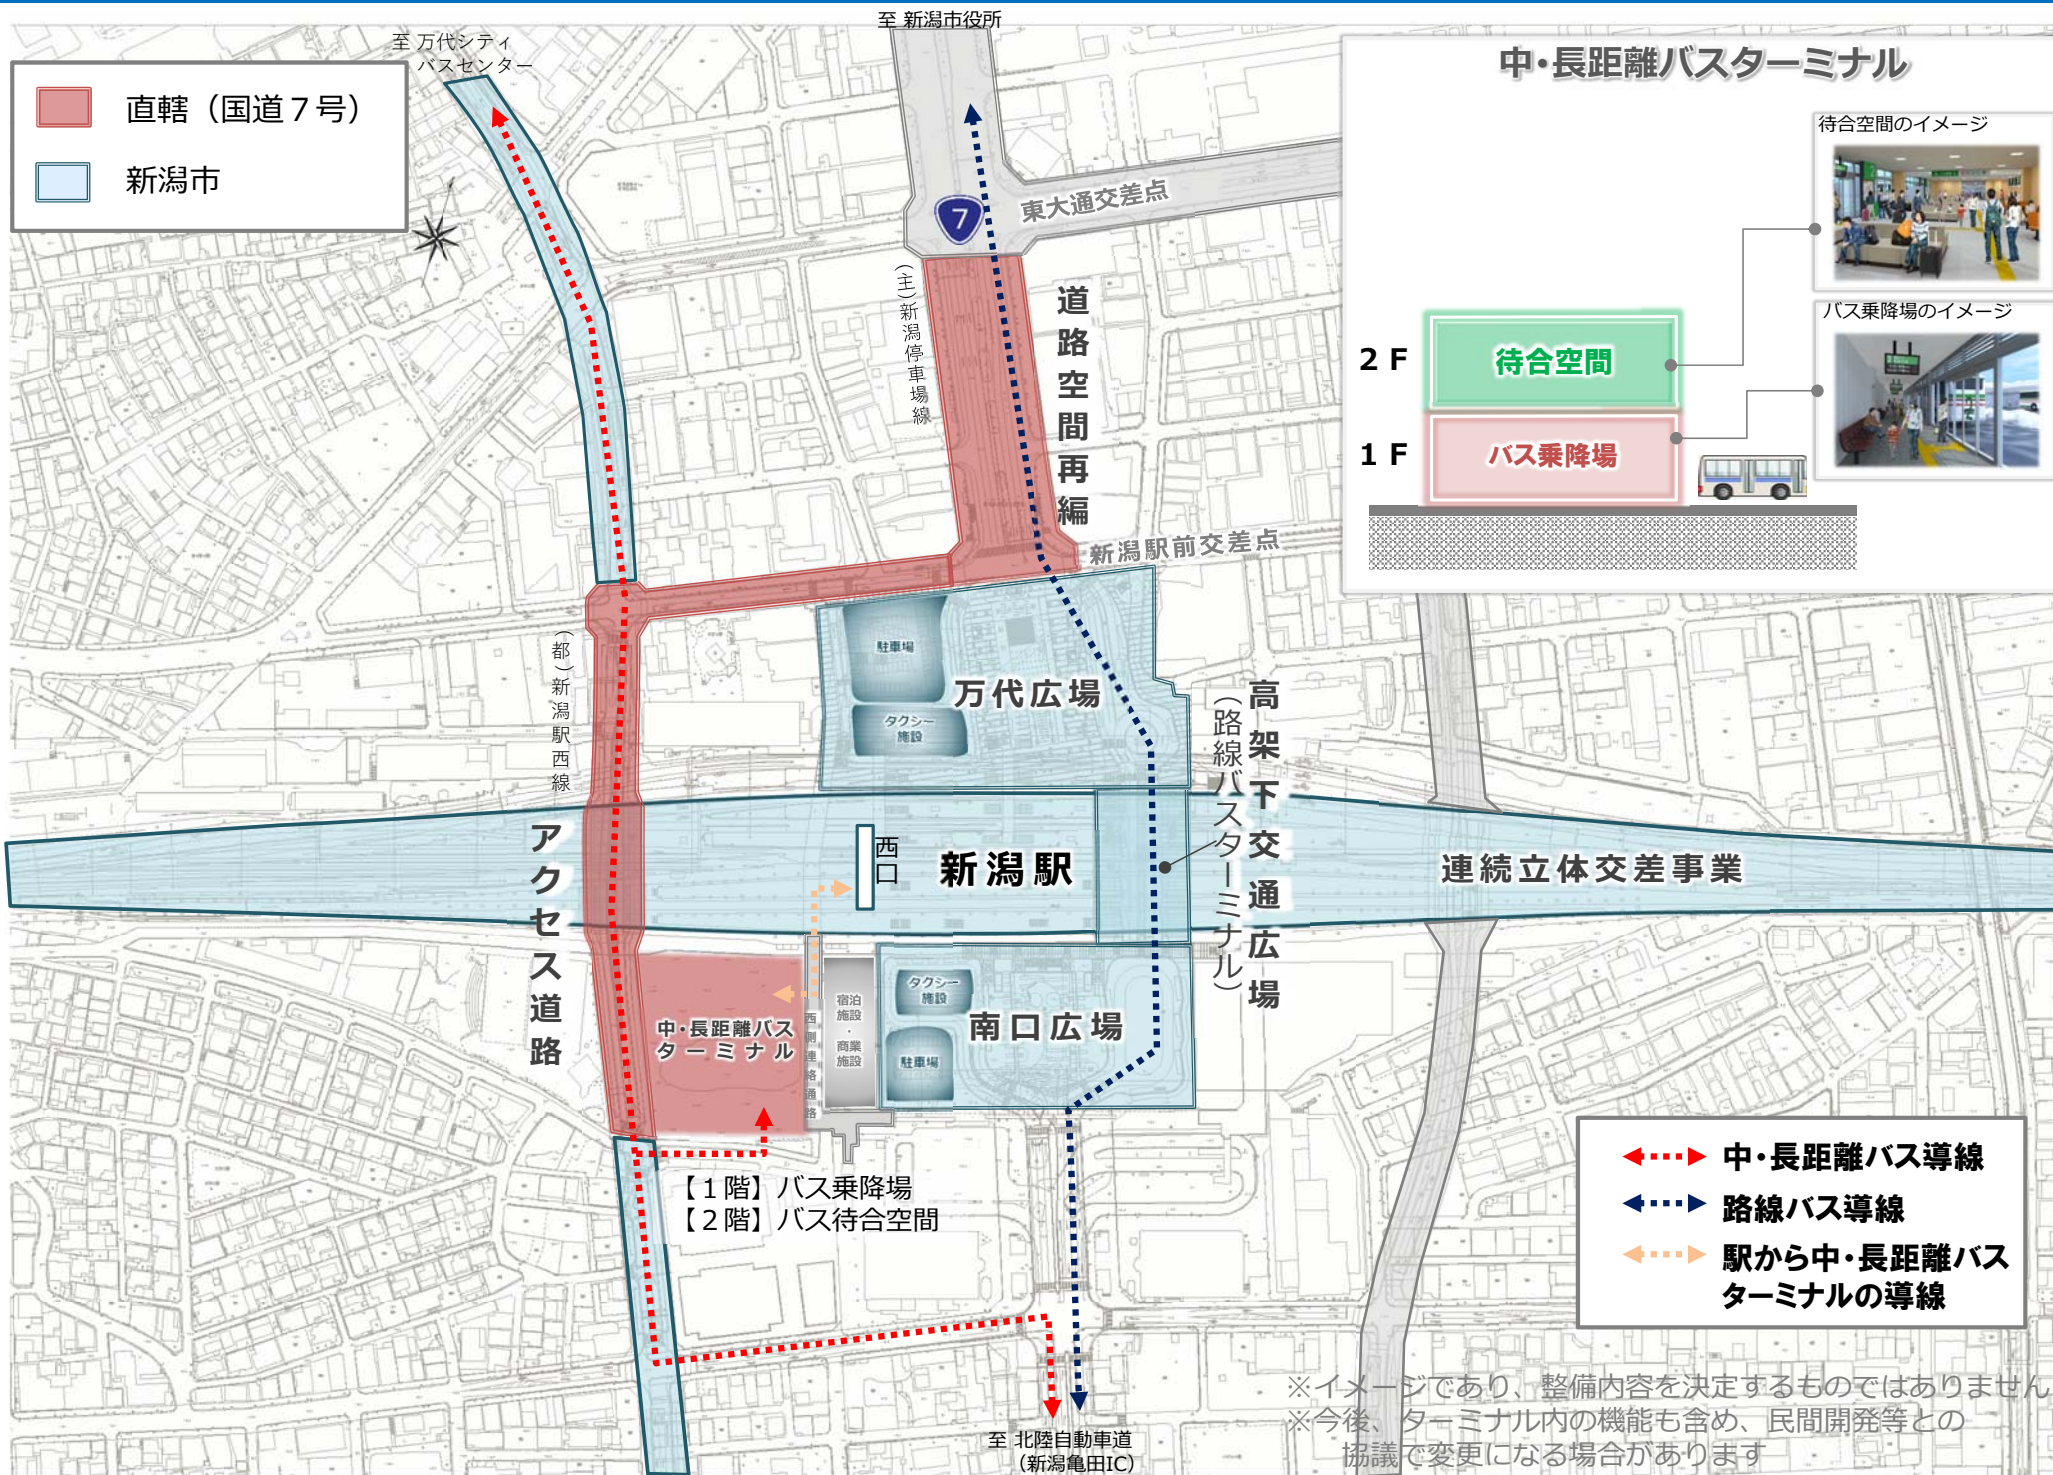 至 新潟市役所
至 万代シティ
バスセンター
直轄（国道７号）
新潟市
中・長距離バスターミナル
待合空間のイメージ
バス乗降場のイメージ
２Ｆ
待合空間
１Ｆ
バス乗降場
7
東大通交差点
（主）新潟停車場線
道路空間再編
新潟駅前交差点
（都）新潟駅西線
駐車場
タクシー
施設
万代広場
高架下交通広場
（路線バスターミナル）
アクセス道路
西口
新潟駅
連続立体交差事業
中・長距離バス
ターミナル
西側連絡通路
宿泊
施設
・
商業
施設
タクシー
施設
駐車場
南口広場
【１階】バス乗降場
【２階】バス待合空間
中・長距離バス導線
路線バス導線
駅から中・長距離バス
ターミナルの導線
至 北陸自動車道
（新潟亀田IC）
※イメージであり、整備内容を決定するものではありません
※今後、ターミナル内の機能も含め、民間開発等との
協議で変更になる場合があります